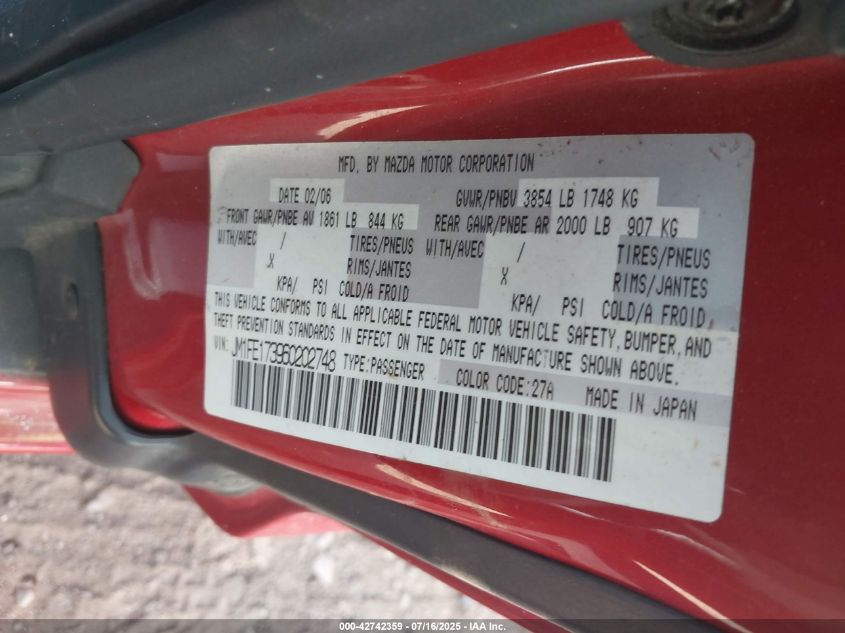 MFD. BY MAZDA MOTOR CORPORATION
DATE 02/06 GVWR/PNBV 3854 LB 1748 KG
FRONT GAWR/PNBE AV 1861 LB 844 KG REAR GAWR/PNBE AR 2000 LB 907 KG
WITH/AVEC / TIRES/PNEUS WITH/AVEC / TIRES/PNEUS
X RIMS/JANTES X RIMS/JANTES
KPA/ PSI COLD/A FROID KPA/ PSI COLD/A FROID
THIS VEHICLE CONFORMS TO ALL APPLICABLE FEDERAL MOTOR VEHICLE SAFETY, BUMPER, AND
THEFT PREVENTION STANDARDS IN EFFECT ON THE DATE OF MANUFACTURE SHOWN ABOVE.
VIN: JM1FE173960202748 TYPE:PASSENGER COLOR CODE:27A MADE IN JAPAN
000-42742359 - 07/16/2025 - IAA Inc.